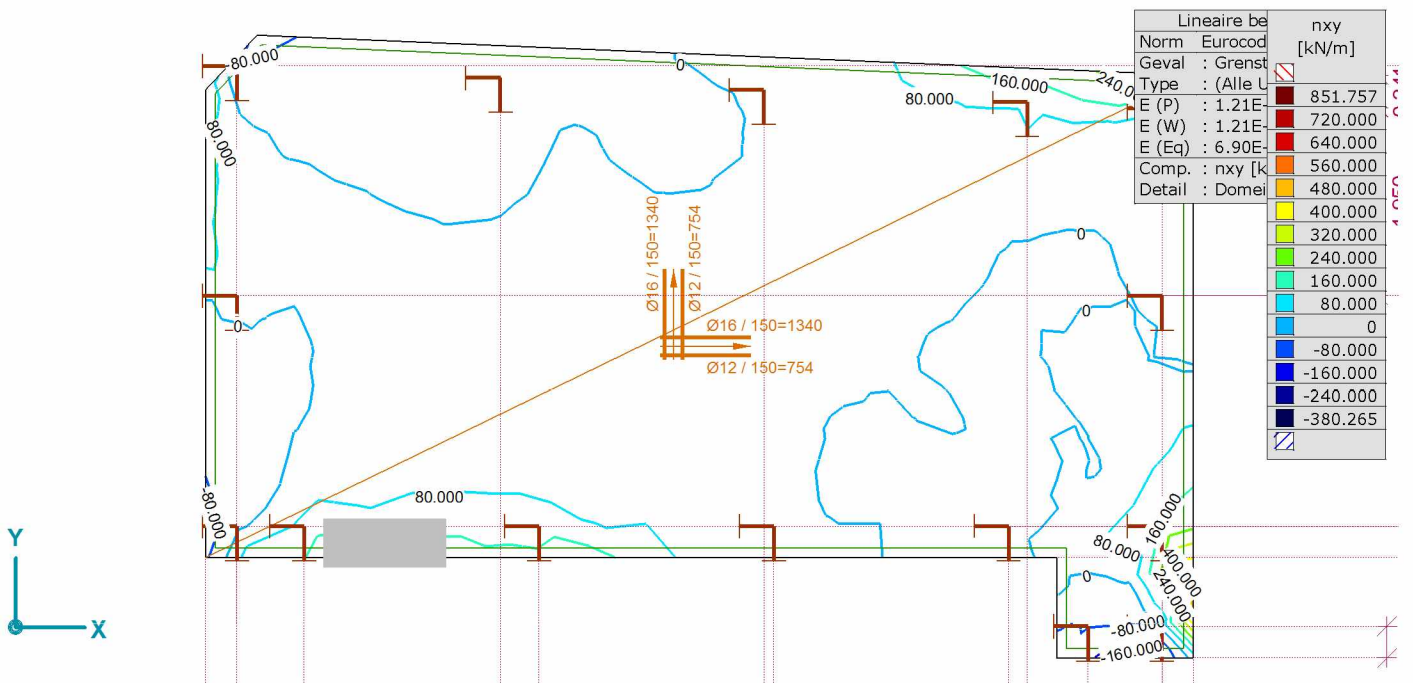 Lineaire be
Norm Eurocod
Geval : Grenst
Type : (Alle U
E (P) : 1.21E-
E (W) : 1.21E-
E (Eq) : 6.90E-
Comp. : nxy [k
Detail : Domei
nxy
[kN/m]
851.757
720.000
640.000
560.000
480.000
400.000
320.000
240.000
160.000
80.000
0
-80.000
-160.000
-240.000
-380.265
-80.000
0
160.000
240.0
80.000
80.000
Ø16 / 150=1340
Ø12 / 150=754
0
0
0
Ø16 / 150=1340
Ø12 / 150=754
-80.000
80.000
160.000
80.000
400.000
240.000
0
-80.000
-160.000
Y
X